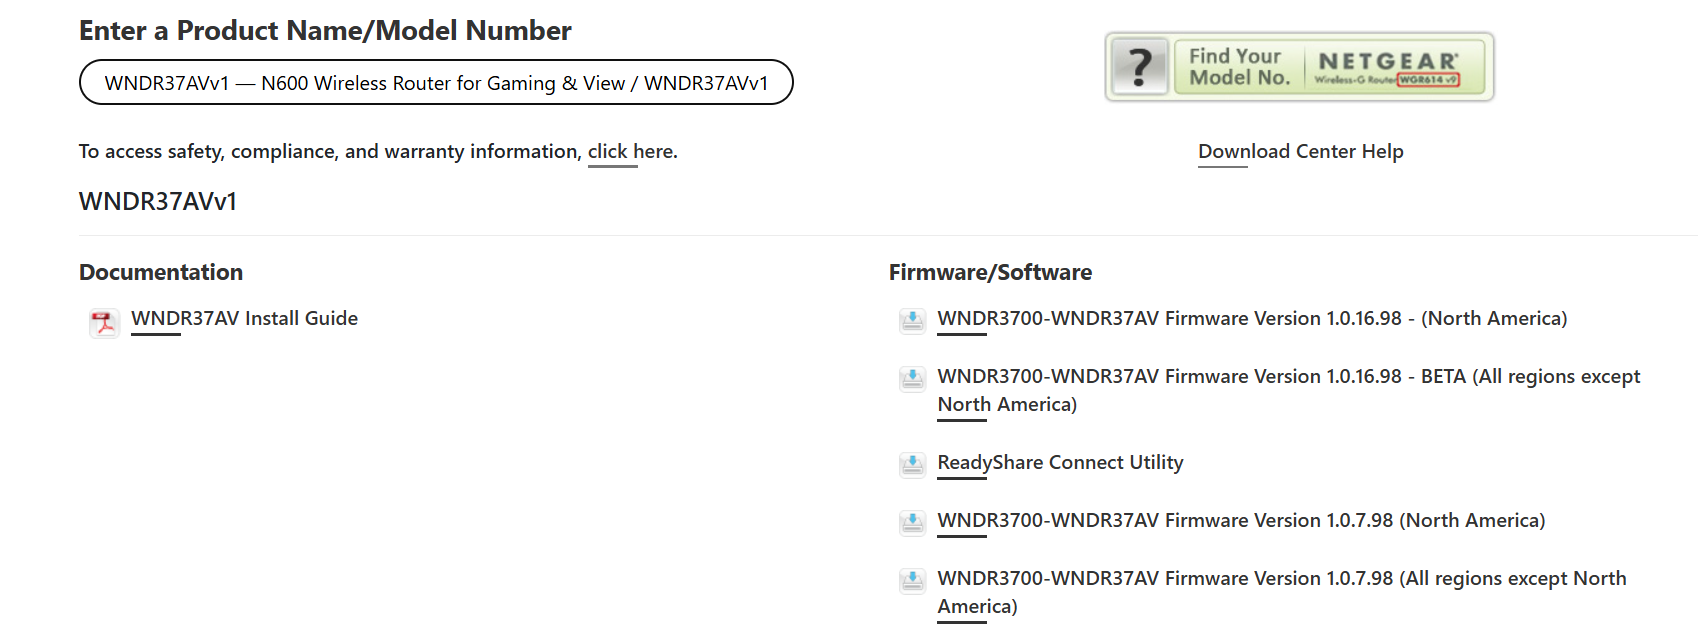 Enter a Product Name/Model Number
WNDR37AVv1 — N600 Wireless Router for Gaming & View / WNDR37AVv1
?
Find Your
Model No.
NETGEAR®
Wireless-G Router WGR614 v9
To access safety, compliance, and warranty information, click here.
Download Center Help
WNDR37AVv1
Documentation
WNDR37AV Install Guide
Firmware/Software
WNDR3700-WNDR37AV Firmware Version 1.0.16.98 - (North America)
WNDR3700-WNDR37AV Firmware Version 1.0.16.98 - BETA (All regions except
North America)
ReadyShare Connect Utility
WNDR3700-WNDR37AV Firmware Version 1.0.7.98 (North America)
WNDR3700-WNDR37AV Firmware Version 1.0.7.98 (All regions except North
America)